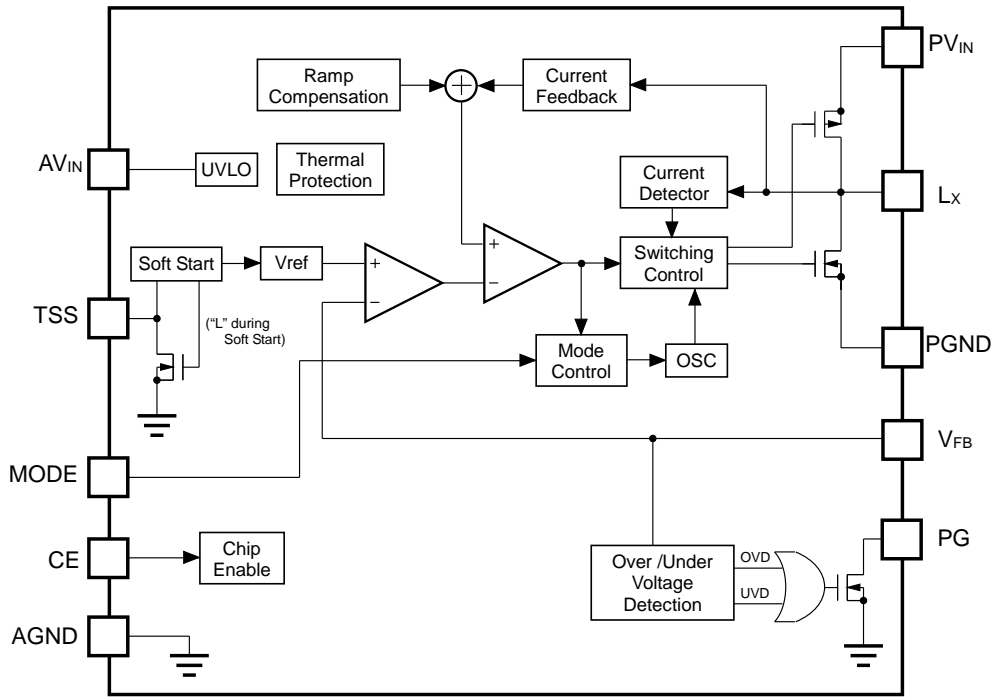 PVIN
Ramp
Compensation
+
Current
Feedback
AVIN
UVLO
Thermal
Protection
Current
Detector
LX
Soft Start
Vref
+
−
+
−
Switching
Control
TSS
("L" during
Soft Start)
Mode
Control
OSC
PGND
VFB
MODE
PG
CE
Chip
Enable
Over /Under
Voltage
Detection
OVD
UVD
AGND